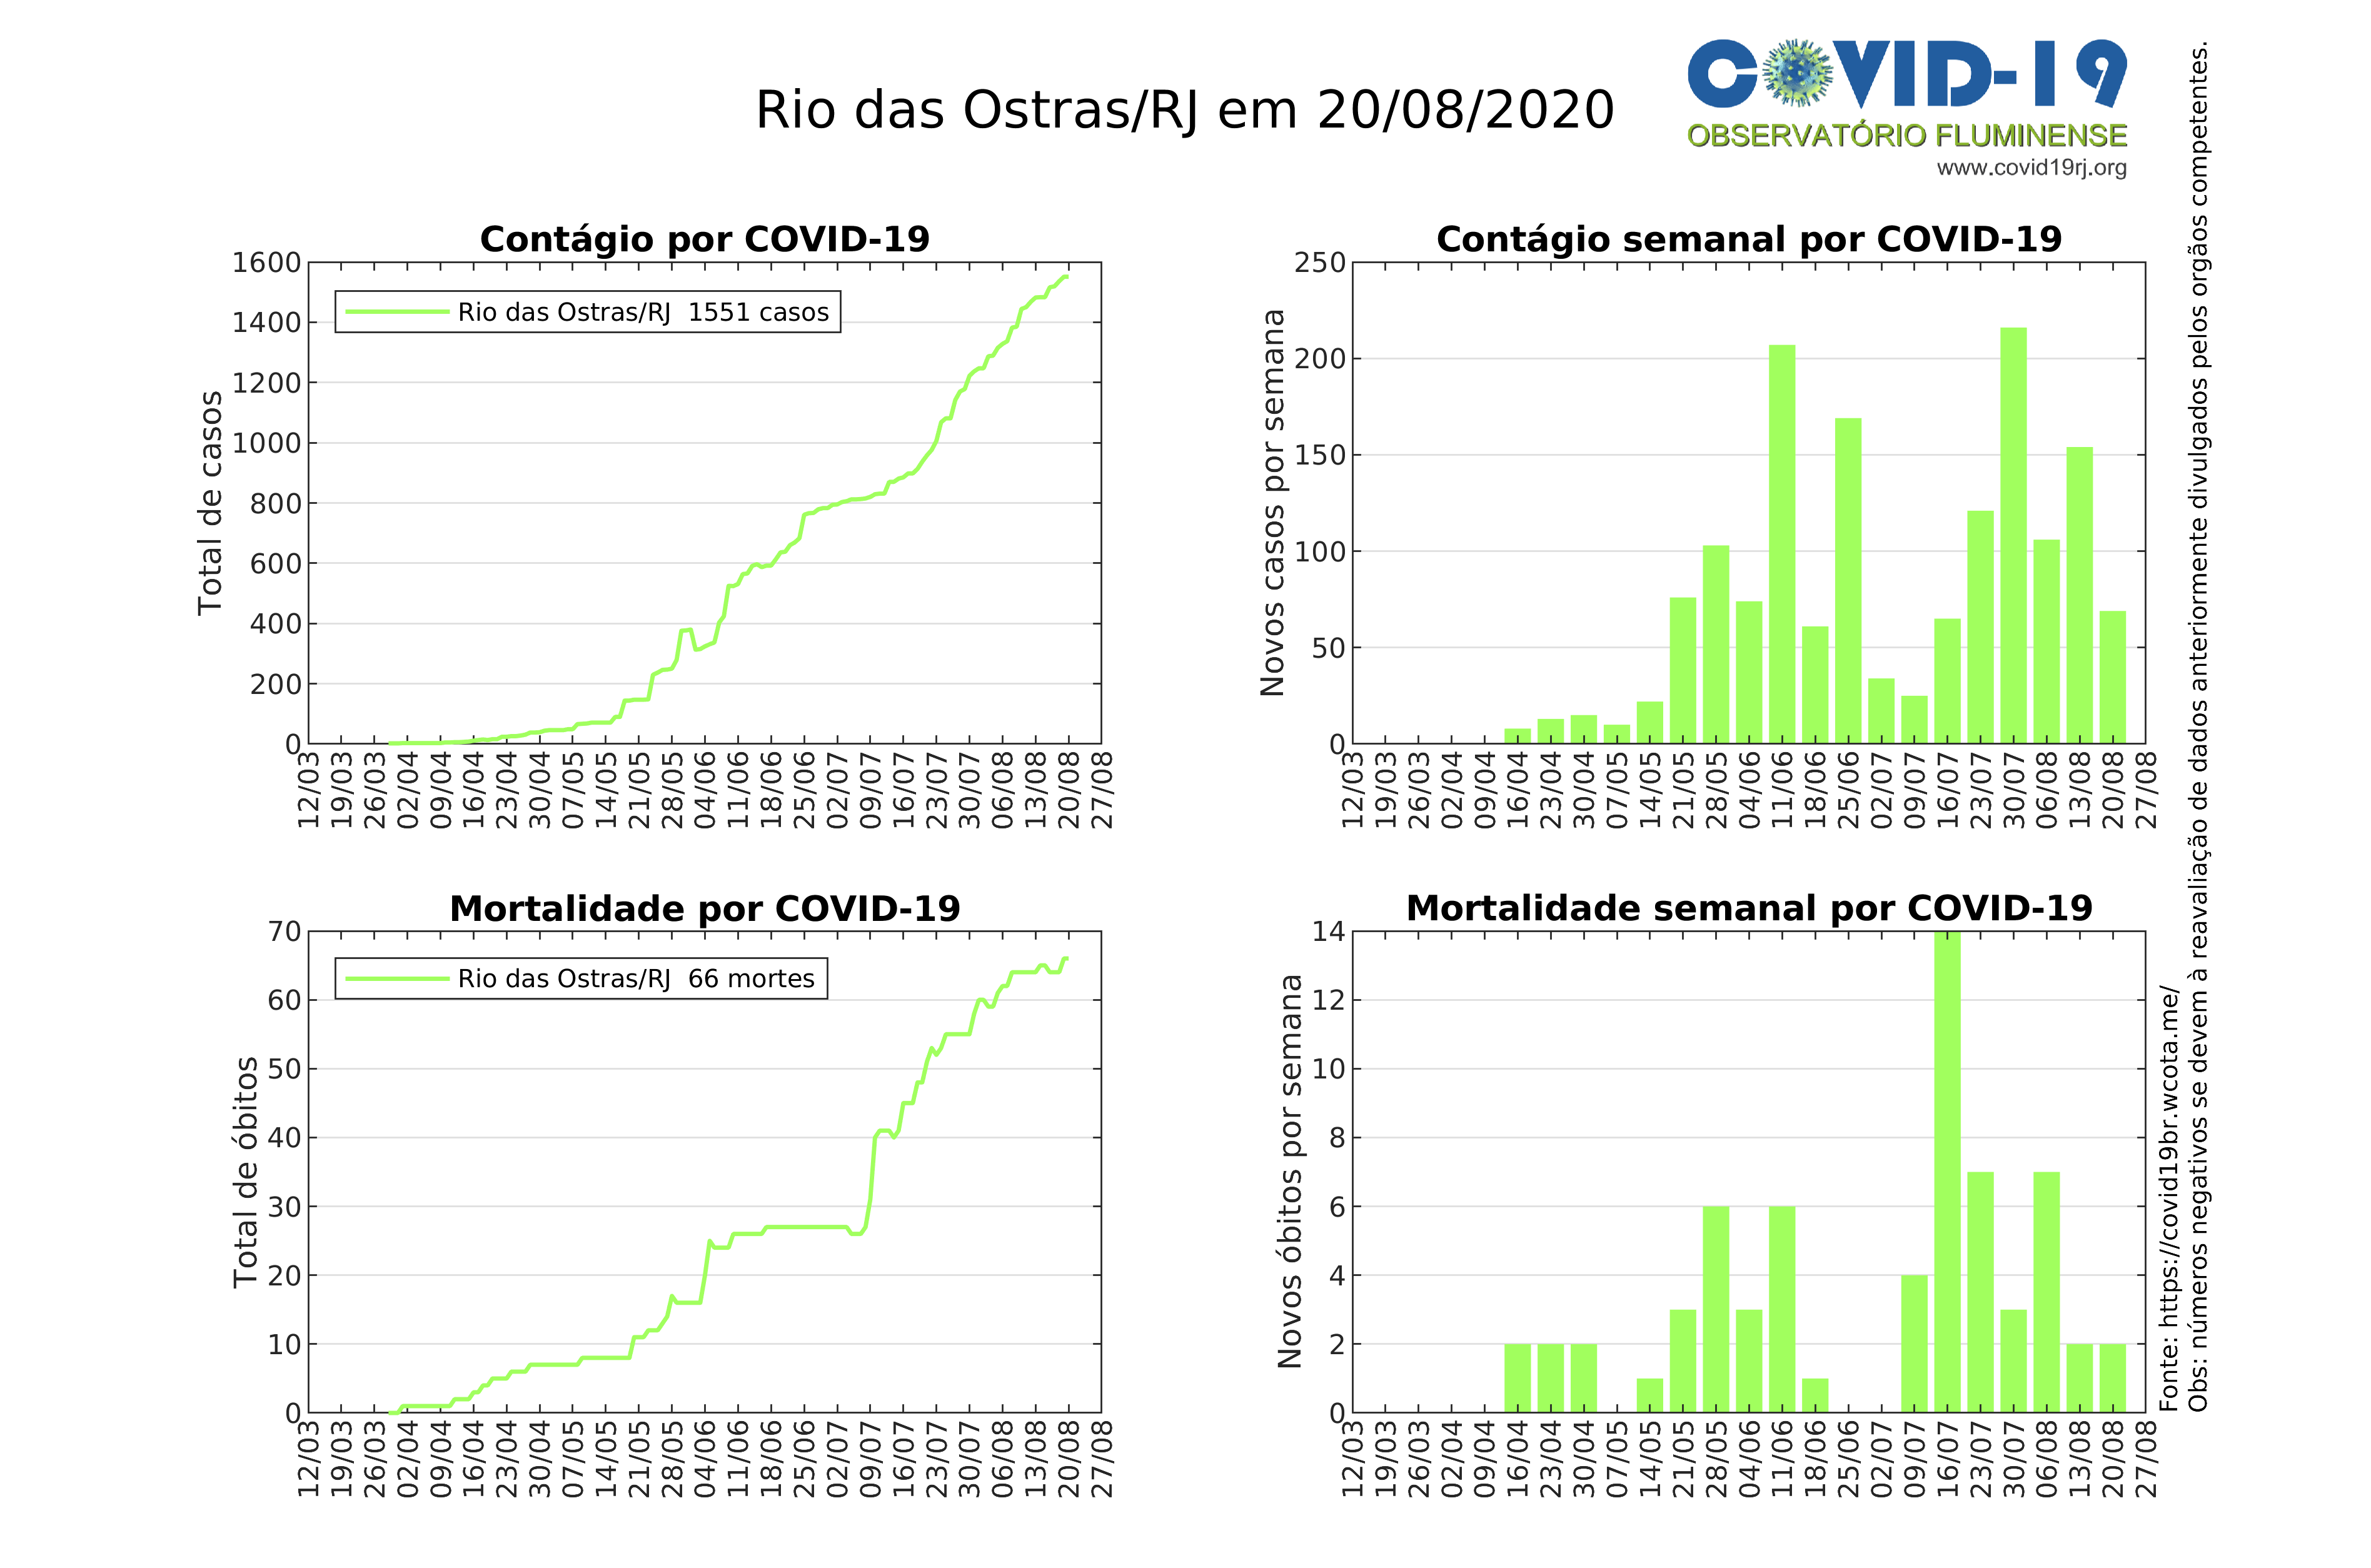 Rio das Ostras/RJ em 20/08/2020
COVID-19
OBSERVATÓRIO FLUMINENSE
www.covid19rj.org
Contágio por COVID-19
Total de casos
1600
1400
1200
1000
800
600
400
200
0
Rio das Ostras/RJ 1551 casos
12/03 19/03 26/03 02/04 09/04 16/04 23/04 30/04 07/05 14/05 21/05 28/05 04/06 11/06 18/06 25/06 02/07 09/07 16/07 23/07 30/07 06/08 13/08 20/08 27/08
Contágio semanal por COVID-19
Novos casos por semana
250
200
150
100
50
0
12/03 19/03 26/03 02/04 09/04 16/04 23/04 30/04 07/05 14/05 21/05 28/05 04/06 11/06 18/06 25/06 02/07 09/07 16/07 23/07 30/07 06/08 13/08 20/08 27/08
Mortalidade por COVID-19
Total de óbitos
70
60
50
40
30
20
10
0
Rio das Ostras/RJ 66 mortes
12/03 19/03 26/03 02/04 09/04 16/04 23/04 30/04 07/05 14/05 21/05 28/05 04/06 11/06 18/06 25/06 02/07 09/07 16/07 23/07 30/07 06/08 13/08 20/08 27/08
Mortalidade semanal por COVID-19
Novos óbitos por semana
14
12
10
8
6
4
2
0
12/03 19/03 26/03 02/04 09/04 16/04 23/04 30/04 07/05 14/05 21/05 28/05 04/06 11/06 18/06 25/06 02/07 09/07 16/07 23/07 30/07 06/08 13/08 20/08 27/08
Fonte: https://covid19br.wcota.me/
Obs: números negativos se devem à reavaliação de dados anteriormente divulgados pelos orgãos competentes.